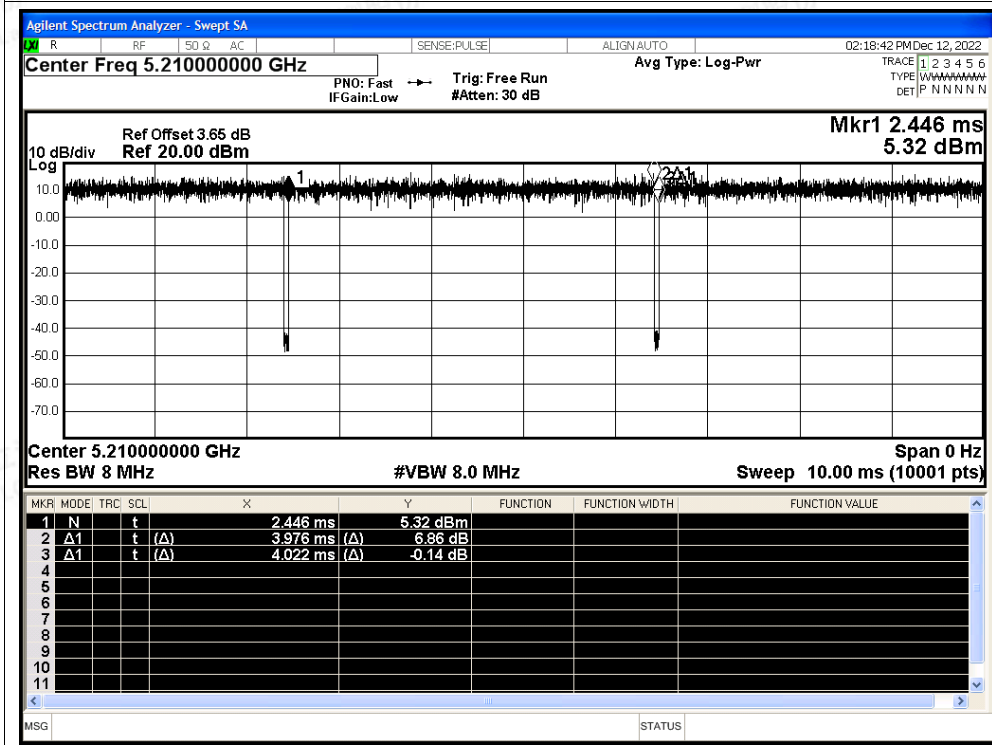 Agilent Spectrum Analyzer - Swept SA
LXI R RF 50 Ω AC SENSE:PULSE ALIGN AUTO 02:18:42 PM Dec 12, 2022
Center Freq 5.210000000 GHz
PNO: Fast
IFGain:Low
Trig: Free Run
#Atten: 30 dB
Avg Type: Log-Pwr
TRACE 1 2 3 4 5 6
TYPE
DET P N N N N N
Ref Offset 3.65 dB
10 dB/div Ref 20.00 dBm
Log
Mkr1 2.446 ms
5.32 dBm
10.0
0.00
-10.0
-20.0
-30.0
-40.0
-50.0
-60.0
-70.0
1
2Δ1
Center 5.210000000 GHz Span 0 Hz
Res BW 8 MHz #VBW 8.0 MHz Sweep 10.00 ms (10001 pts)
MKR MODE TRC SCL X Y FUNCTION FUNCTION WIDTH FUNCTION VALUE
1 N t 2.446 ms 5.32 dBm
2 Δ1 t (Δ) 3.976 ms (Δ) 6.86 dB
3 Δ1 t (Δ) 4.022 ms (Δ) -0.14 dB
4
5
6
7
8
9
10
11
MSG STATUS